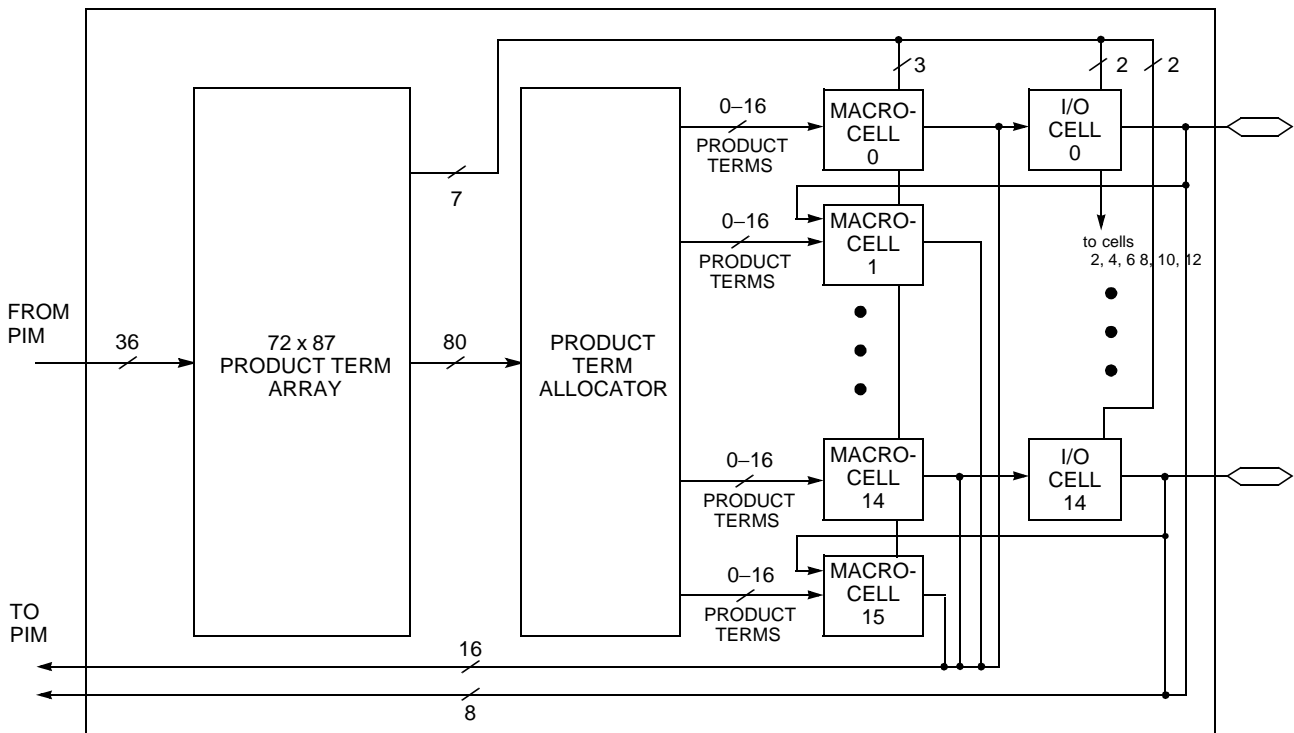 3
2
2
0–16
PRODUCT
TERMS
MACRO-
CELL
0
I/O
CELL
0
7
0–16
PRODUCT
TERMS
MACRO-
CELL
1
to cells
2, 4, 6 8, 10, 12
FROM
PIM
36
72 x 87
PRODUCT TERM
ARRAY
80
PRODUCT
TERM
ALLOCATOR
0–16
PRODUCT
TERMS
MACRO-
CELL
14
I/O
CELL
14
0–16
PRODUCT
TERMS
MACRO-
CELL
15
TO
PIM
16
8